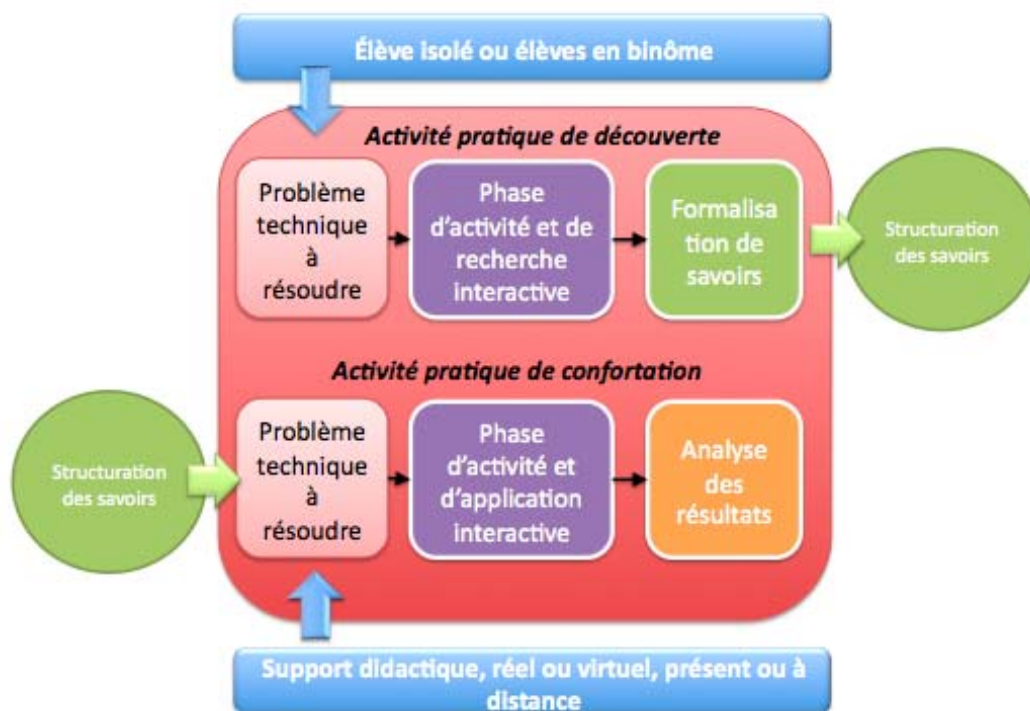 Élève isolé ou élèves en binôme
Activité pratique de découverte
Problème
technique
à
résoudre
Phase
d'activité et de
recherche
interactive
Formalisa
tion de
savoirs
Structuration
des savoirs
Activité pratique de confortation
Structuration
des savoirs
Problème
technique
à
résoudre
Phase
d'activité et
d'application
interactive
Analyse
des
résultats
Support didactique, réel ou virtuel, présent ou à
distance